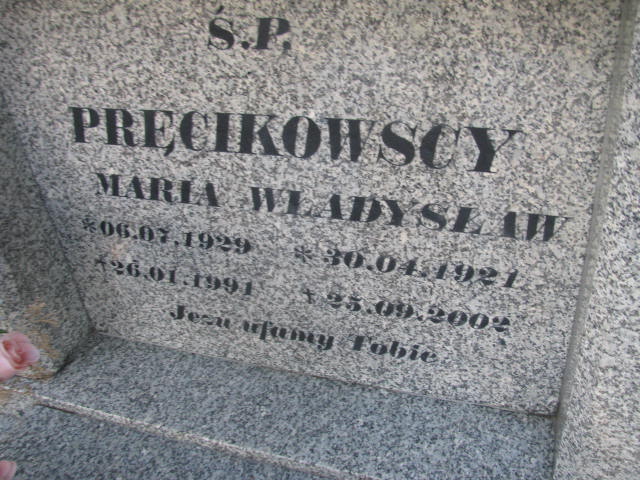 Ś.P.
PRĘCIKOWSCY
MARIA WŁADYSŁAW
*06.07.1929 *30.04.1921
†26.01.1991 †25.09.2002
Jezu ufamy Tobie